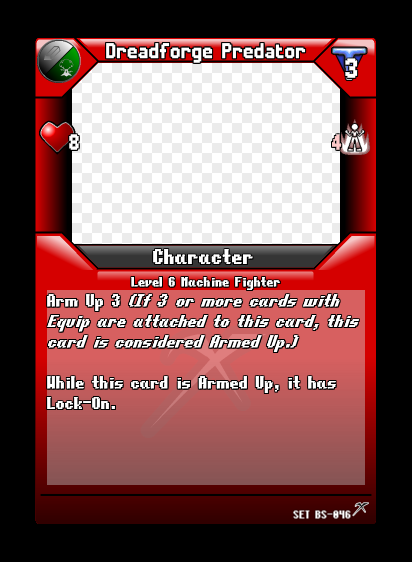 Dreadforge Predator
3
8
4
Character
Level 6 Machine Fighter
Arm Up 3 (If 3 or more cards with
Equip are attached to this card, this
card is considered Armed Up.)
While this card is Armed Up, it has
Lock-On.
SET BS-046